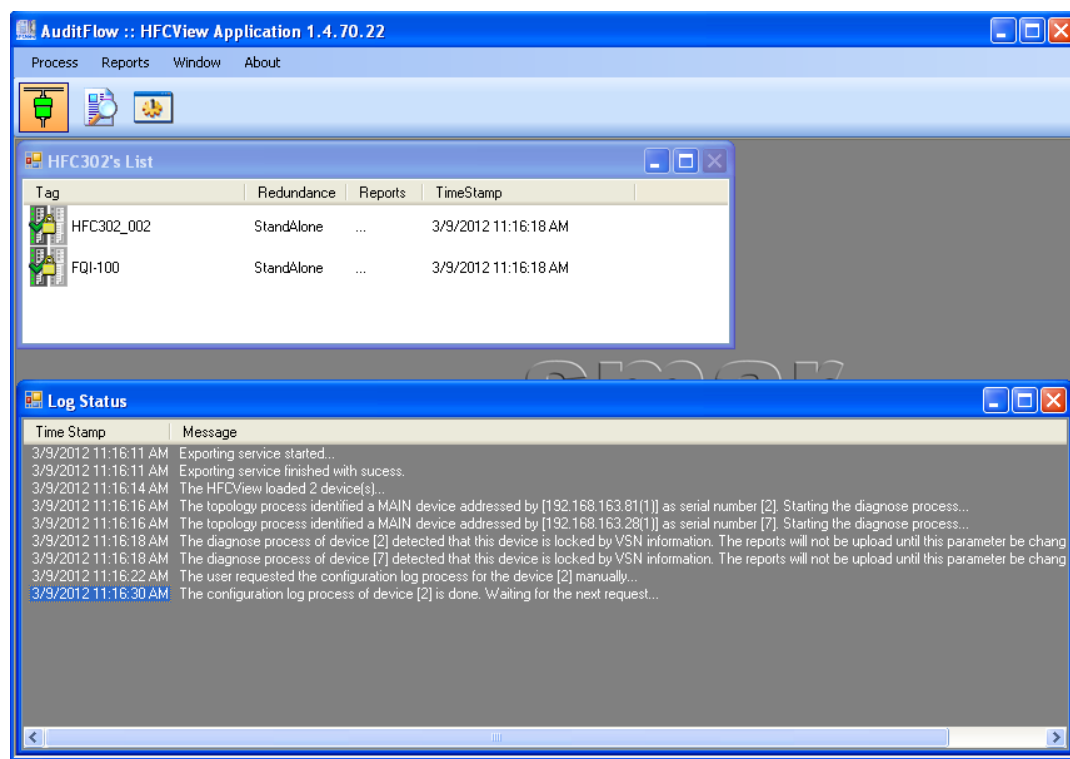 AuditFlow :: HFCView Application 1.4.70.22
Process Reports Window About
HFC302's List
Tag Redundance Reports TimeStamp
HFC302_002 StandAlone ... 3/9/2012 11:16:18 AM
FQI-100 StandAlone ... 3/9/2012 11:16:18 AM
smar
Log Status
Time Stamp Message
3/9/2012 11:16:11 AM Exporting service started...
3/9/2012 11:16:11 AM Exporting service finished with sucess.
3/9/2012 11:16:14 AM The HFCView loaded 2 device(s)...
3/9/2012 11:16:16 AM The topology process identified a MAIN device addressed by [192.168.163.81(1)] as serial number [2]. Starting the diagnose process...
3/9/2012 11:16:16 AM The topology process identified a MAIN device addressed by [192.168.163.28(1)] as serial number [7]. Starting the diagnose process...
3/9/2012 11:16:18 AM The diagnose process of device [2] detected that this device is locked by VSN information. The reports will not be upload until this parameter be chang
3/9/2012 11:16:18 AM The diagnose process of device [7] detected that this device is locked by VSN information. The reports will not be upload until this parameter be chang
3/9/2012 11:16:22 AM The user requested the configuration log process for the device [2] manually...
3/9/2012 11:16:30 AM The configuration log process of device [2] is done. Waiting for the next request...